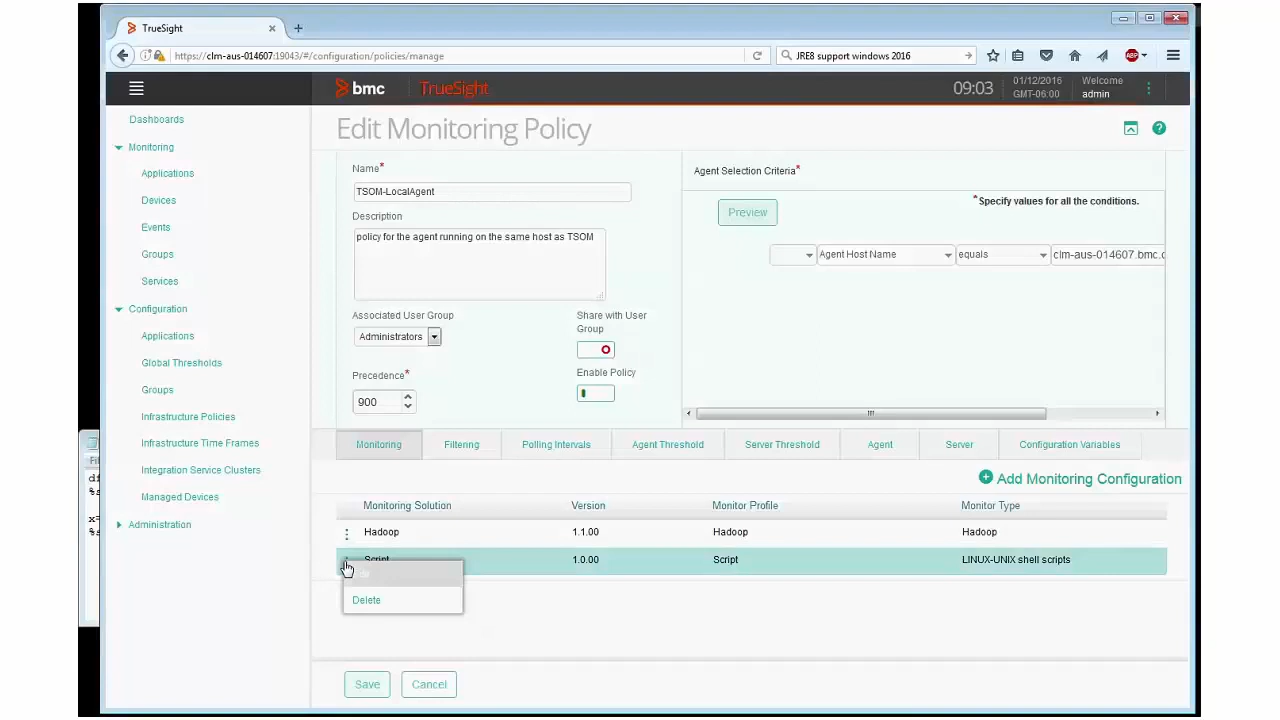 TrueSight
https://clm-aus-014607:19043/#/configuration/policies/manage
JRE8 support windows 2016
bmc
TrueSight
09:03
01/12/2016
GMT-06:00
Welcome
admin
Dashboards
Monitoring
Applications
Devices
Events
Groups
Services
Configuration
Applications
Global Thresholds
Groups
Infrastructure Policies
Infrastructure Time Frames
Integration Service Clusters
Managed Devices
Administration
Edit Monitoring Policy
Name*
TSOM-LocalAgent
Description
policy for the agent running on the same host as TSOM
Associated User Group
Administrators
Share with User
Group
Precedence*
900
Enable Policy
Agent Selection Criteria*
Preview
*Specify values for all the conditions.
Agent Host Name
equals
clm-aus-014607.bmc.c
Monitoring
Filtering
Polling Intervals
Agent Threshold
Server Threshold
Agent
Server
Configuration Variables
Add Monitoring Configuration
Monitoring Solution
Version
Monitor Profile
Monitor Type
Hadoop
1.1.00
Hadoop
Hadoop
Script
1.0.00
Script
LINUX-UNIX shell scripts
Delete
Save
Cancel